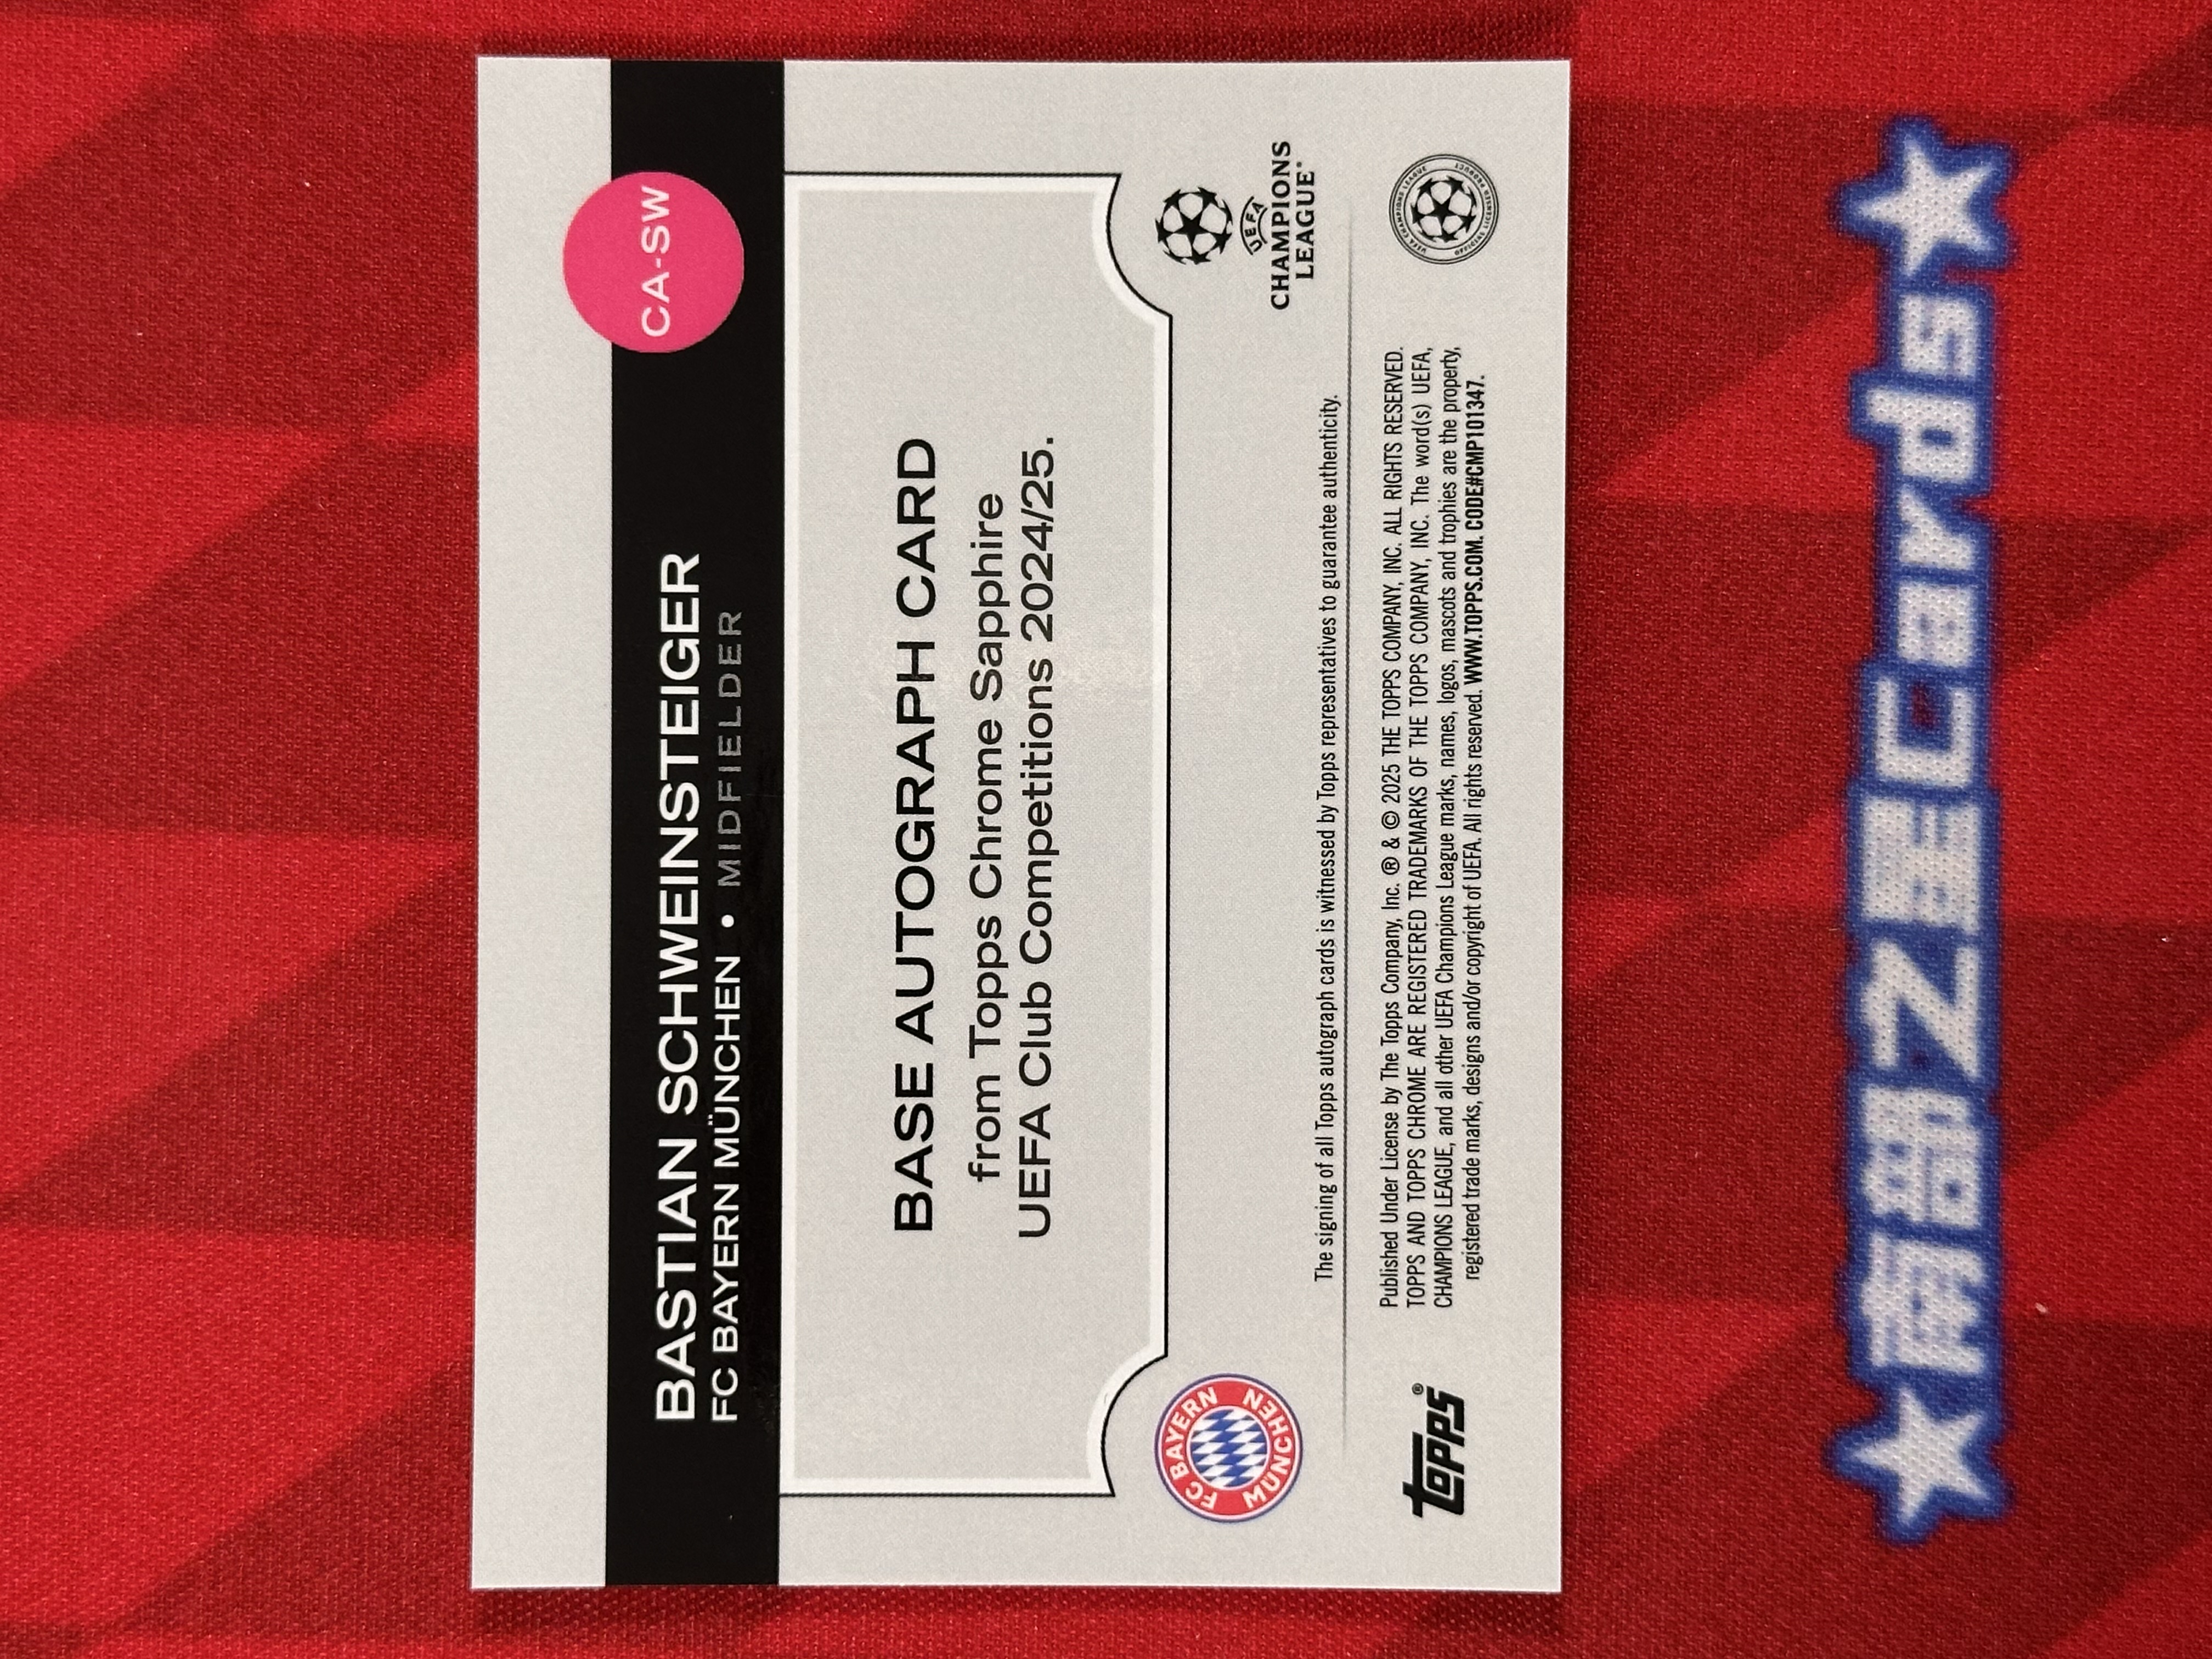 CA-SW
BASTIAN SCHWEINSTEIGER
FC BAYERN MÜNCHEN • MIDFIELDER
BASE AUTOGRAPH CARD
from Topps Chrome Sapphire
UEFA Club Competitions 2024/25.
FC BAYERN MÜNCHEN
UEFA
CHAMPIONS
LEAGUE®
The signing of all Topps autograph cards is witnessed by Topps representatives to guarantee authenticity.
topps®
Published Under License by The Topps Company, Inc. ® & © 2025 THE TOPPS COMPANY, INC. ALL RIGHTS RESERVED.
TOPPS AND TOPPS CHROME ARE REGISTERED TRADEMARKS OF THE TOPPS COMPANY, INC. The word(s) UEFA,
CHAMPIONS LEAGUE, and all other UEFA Champions League marks, names, logos, mascots and trophies are the property,
registered trade marks, designs and/or copyright of UEFA. All rights reserved. WWW.TOPPS.COM. CODE#CMP101347.
UEFA CHAMPIONS LEAGUE
OFFICIAL LICENSED PRODUCT
★南部之星Cards★